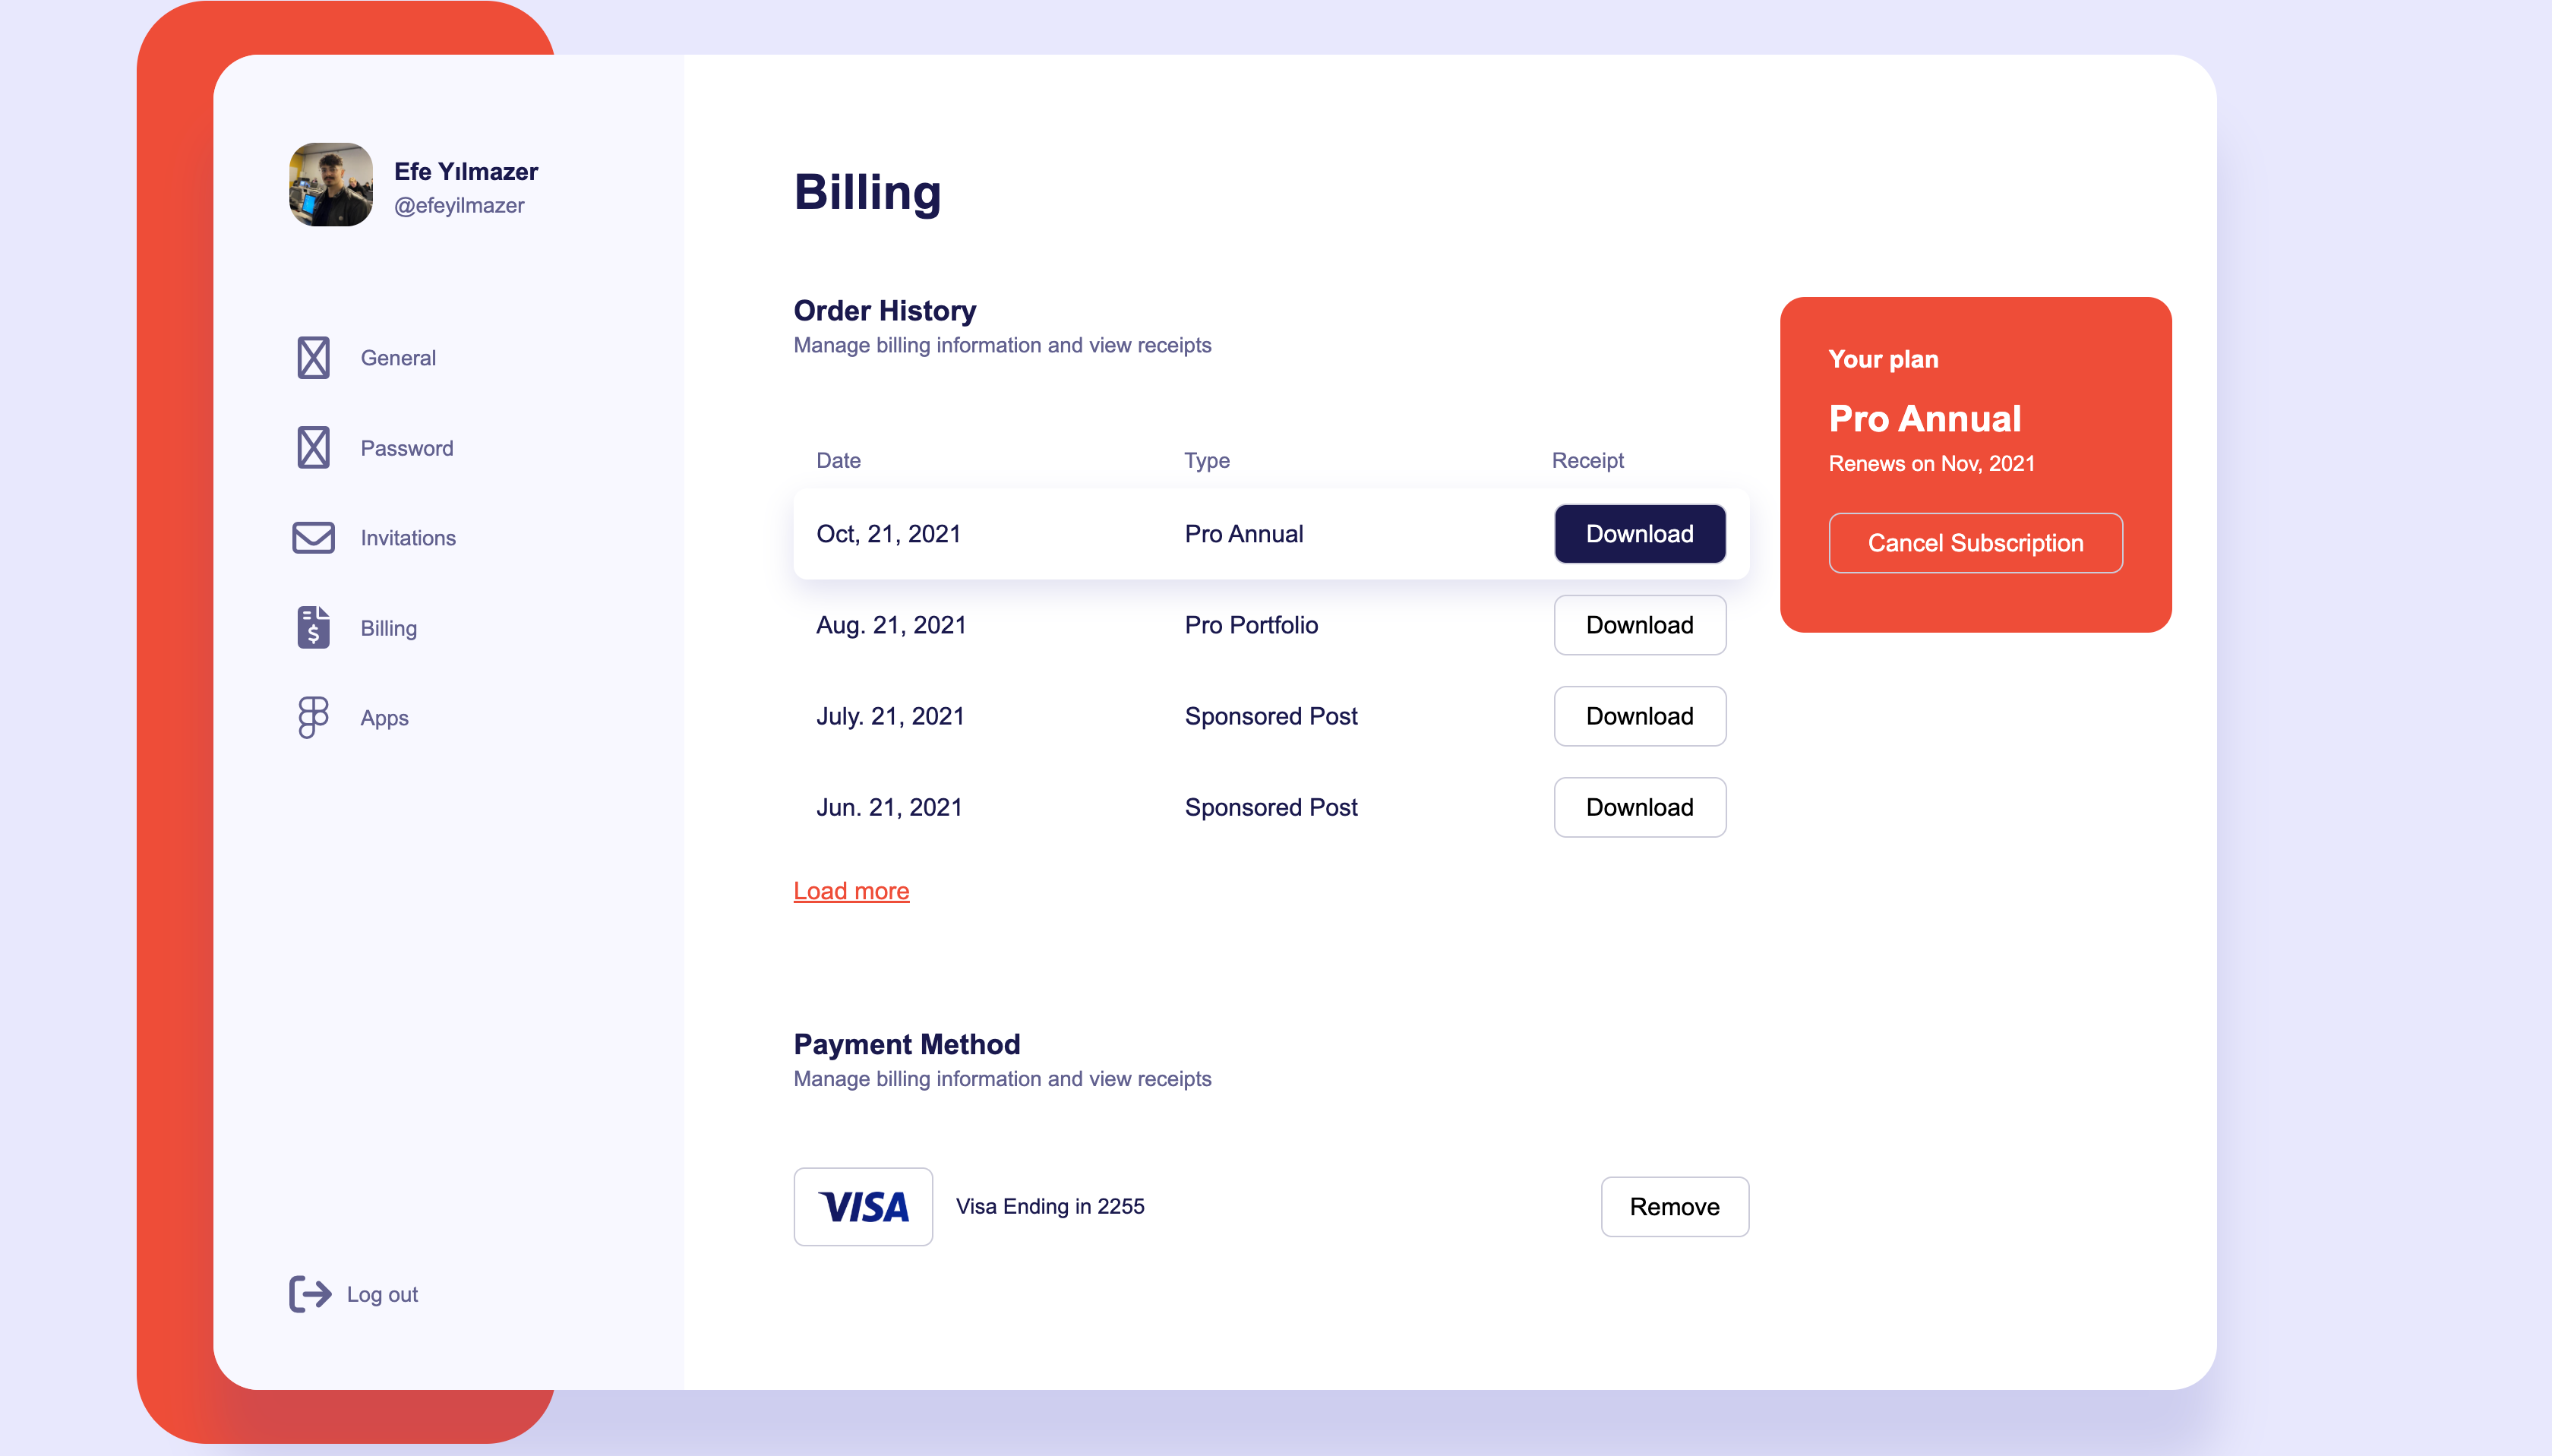 Efe Yılmazer
@efeyilmazer
General
Password
Invitations
Billing
Apps
Log out
Billing
Order History
Manage billing information and view receipts
Date Type Receipt
Oct, 21, 2021 Pro Annual Download
Aug. 21, 2021 Pro Portfolio Download
July. 21, 2021 Sponsored Post Download
Jun. 21, 2021 Sponsored Post Download
Load more
Payment Method
Manage billing information and view receipts
VISA Visa Ending in 2255 Remove
Your plan
Pro Annual
Renews on Nov, 2021
Cancel Subscription